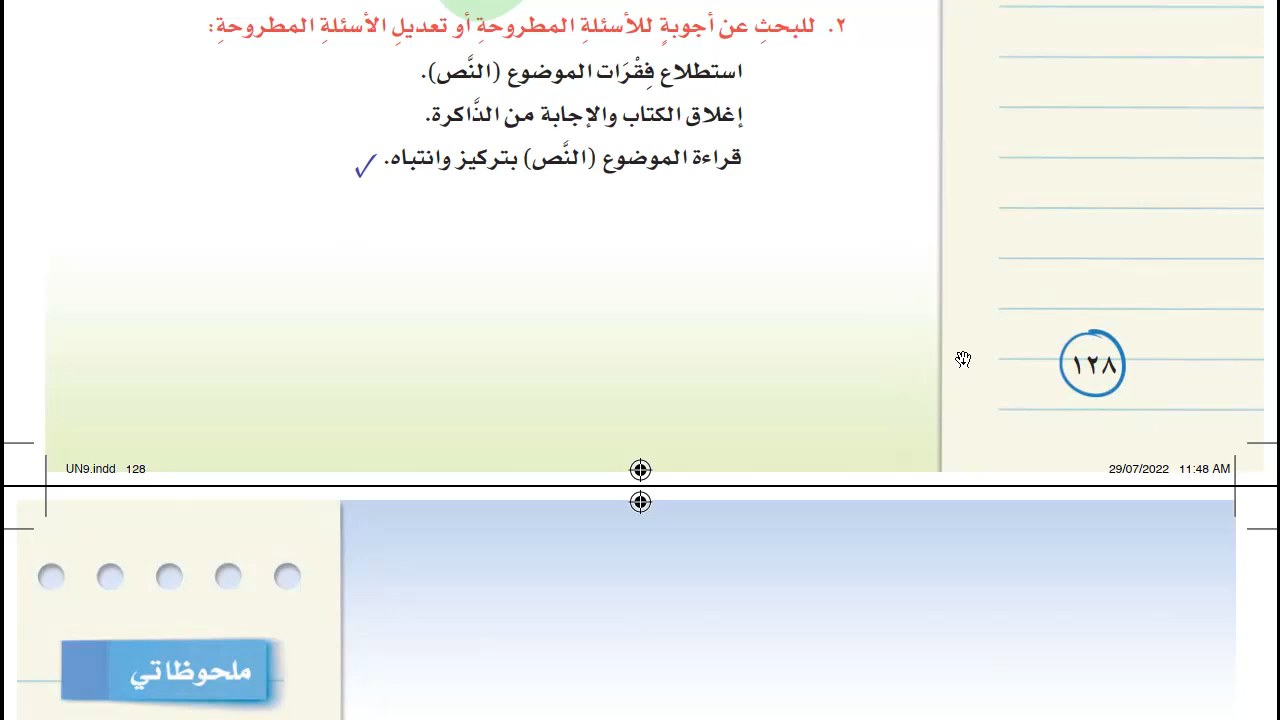 ٢. للبحثِ عن أجوبةٍ للأسئلةِ المطروحةِ أو تعديلِ الأسئلةِ المطروحةِ:
استطلاع فِقْرَات الموضوع (النَّص).
إغلاق الكتاب والإجابة من الذَّاكرة.
قراءة الموضوع (النَّص) بتركيز وانتباه. ✓
١٢٨
UN9.indd 128
29/07/2022 11:48 AM
ملحوظاتي